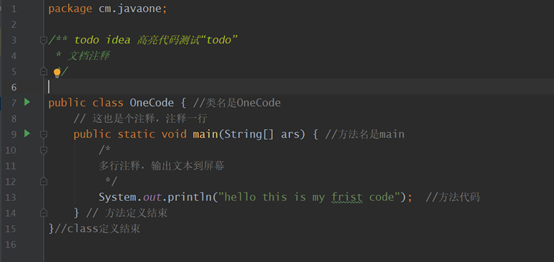 1 package cm.javaone;
2
3 /** todo idea 高亮代码测试“todo”
4 * 文档注释
5 */
6
7 public class OneCode { //类名是OneCode
8 // 这也是个注释，注释一行
9 public static void main(String[] ars) { //方法名是main
10 /*
11 多行注释，输出文本到屏幕
12 */
13 System.out.println("hello this is my frist code"); //方法代码
14 } // 方法定义结束
15 }//class定义结束
16